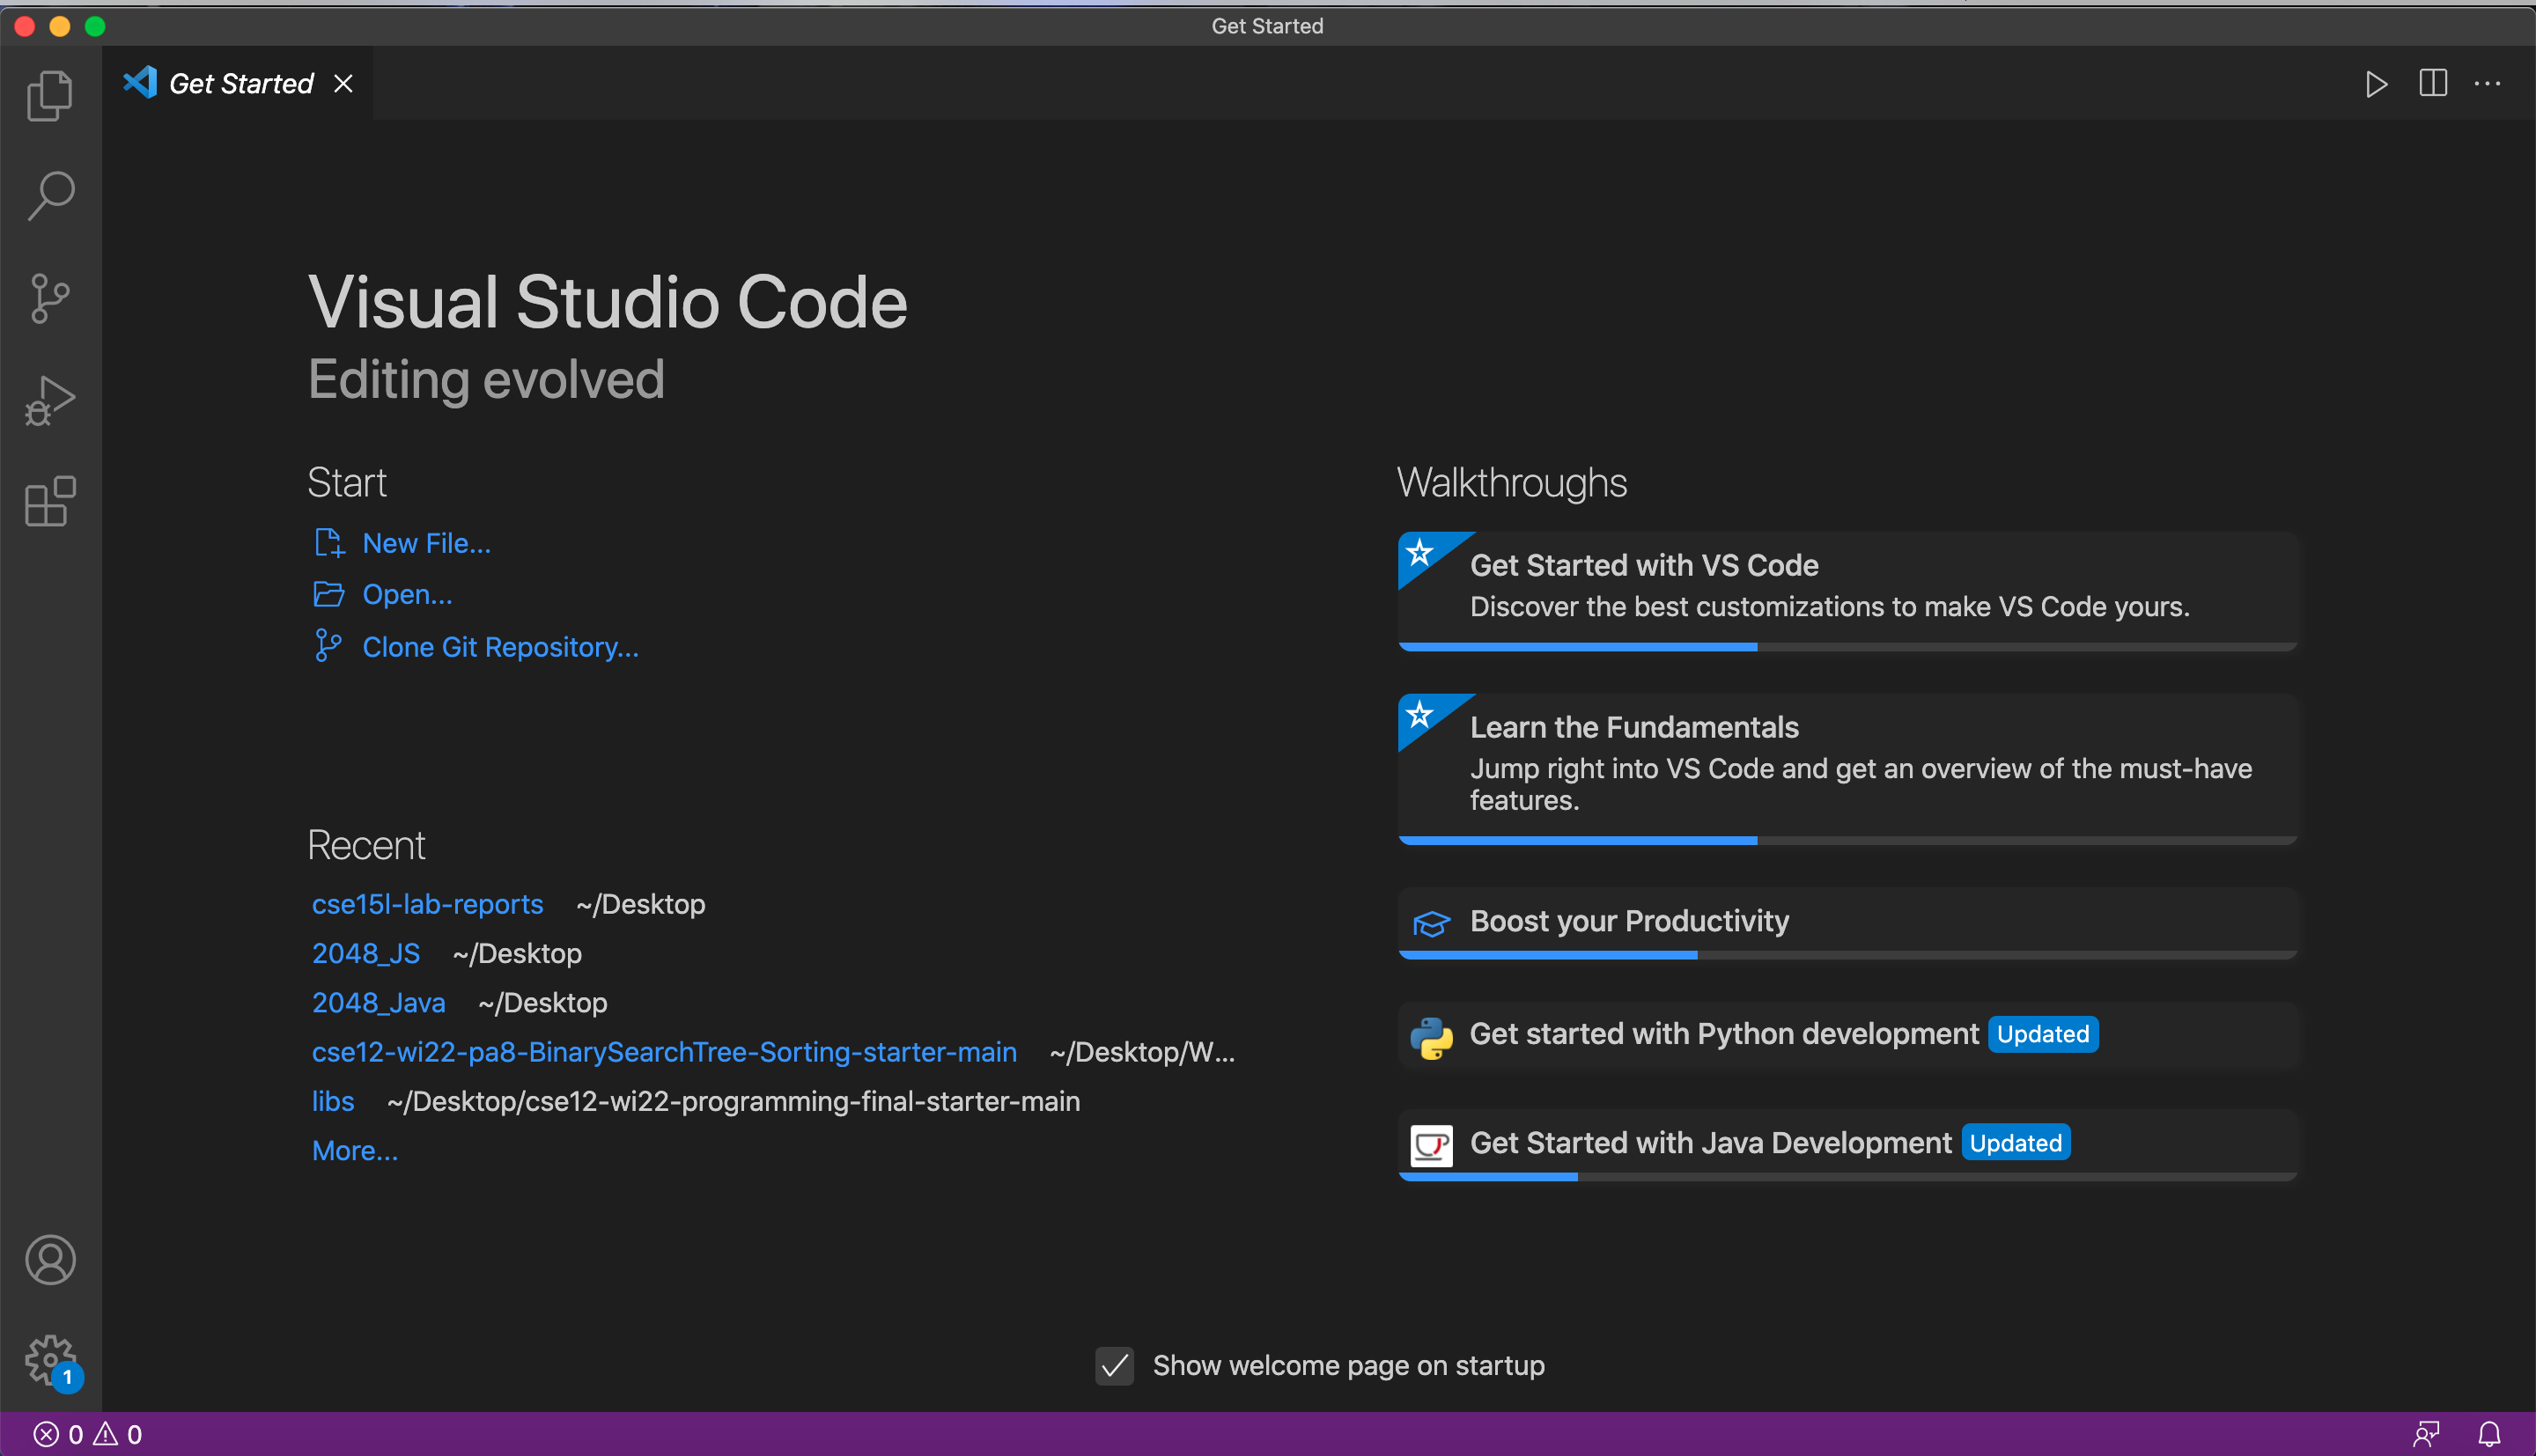 Get Started
Get Started
Visual Studio Code
Editing evolved
Start
New File...
Open...
Clone Git Repository...
Recent
cse15l-lab-reports ~/Desktop
2048_JS ~/Desktop
2048_Java ~/Desktop
cse12-wi22-pa8-BinarySearchTree-Sorting-starter-main ~/Desktop/W...
libs ~/Desktop/cse12-wi22-programming-final-starter-main
More...
Walkthroughs
Get Started with VS Code
Discover the best customizations to make VS Code yours.
Learn the Fundamentals
Jump right into VS Code and get an overview of the must-have
features.
Boost your Productivity
Get started with Python development Updated
Get Started with Java Development Updated
Show welcome page on startup
1
0 0